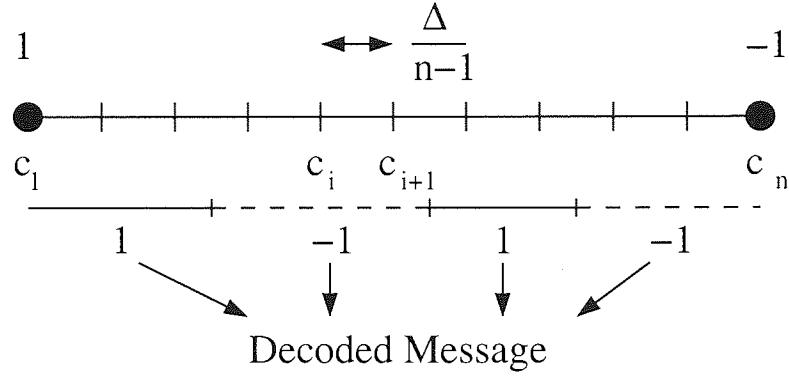 1 Δ −1
n−1
c1 ci ci+1 cn
1 −1 1 −1
Decoded Message